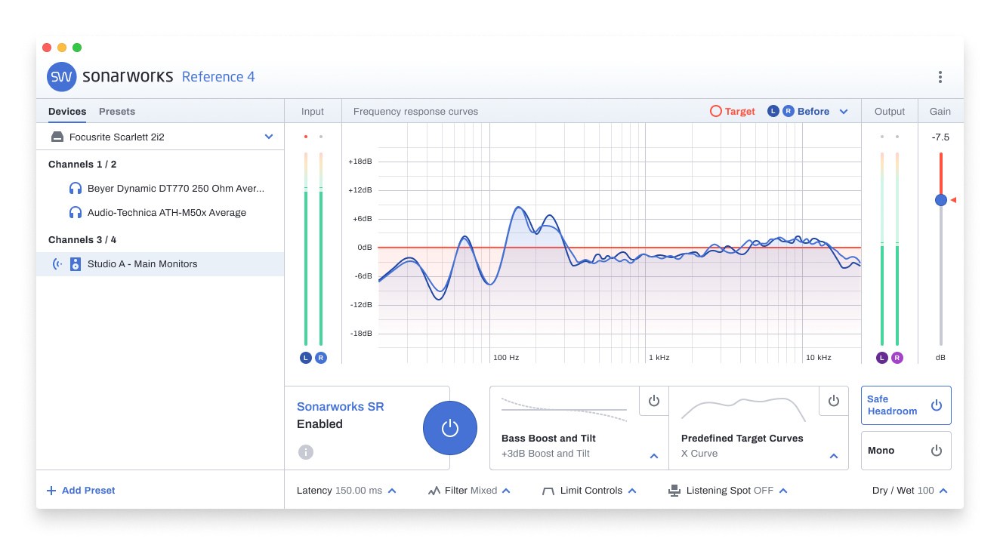 SW sonarworks Reference 4
Devices Presets
Input
Frequency response curves
Target L R Before
Output
Gain
Focusrite Scarlett 2i2
Channels 1 / 2
Beyer Dynamic DT770 250 Ohm Aver...
Audio-Technica ATH-M50x Average
Channels 3 / 4
Studio A - Main Monitors
L R
+18dB
+12dB
+6dB
0dB
-6dB
-12dB
-18dB
100 Hz 1 kHz 10 kHz
L R
-7.5
dB
Sonarworks SR
Enabled
i
Bass Boost and Tilt
+3dB Boost and Tilt
Predefined Target Curves
X Curve
Safe
Headroom
Mono
+ Add Preset
Latency 150.00 ms
Filter Mixed
Limit Controls
Listening Spot OFF
Dry / Wet 100